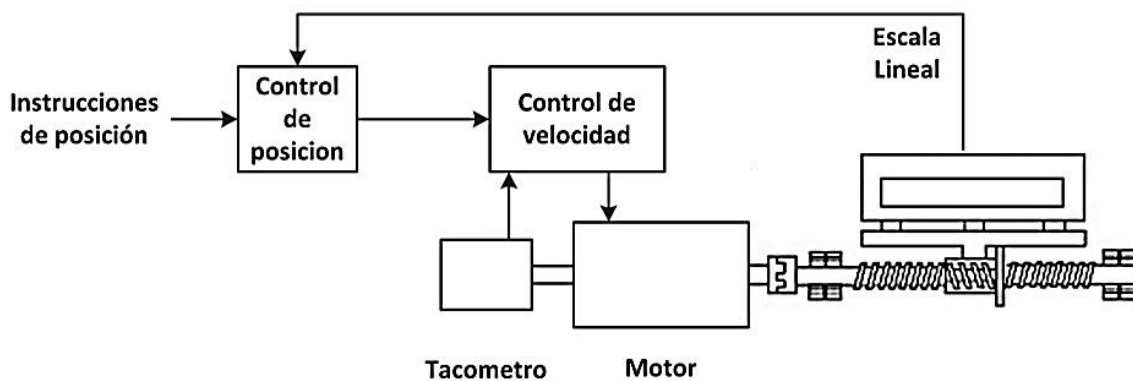 Escala
Lineal
Instrucciones
de posición
Control
de
posicion
Control de
velocidad
Tacometro
Motor